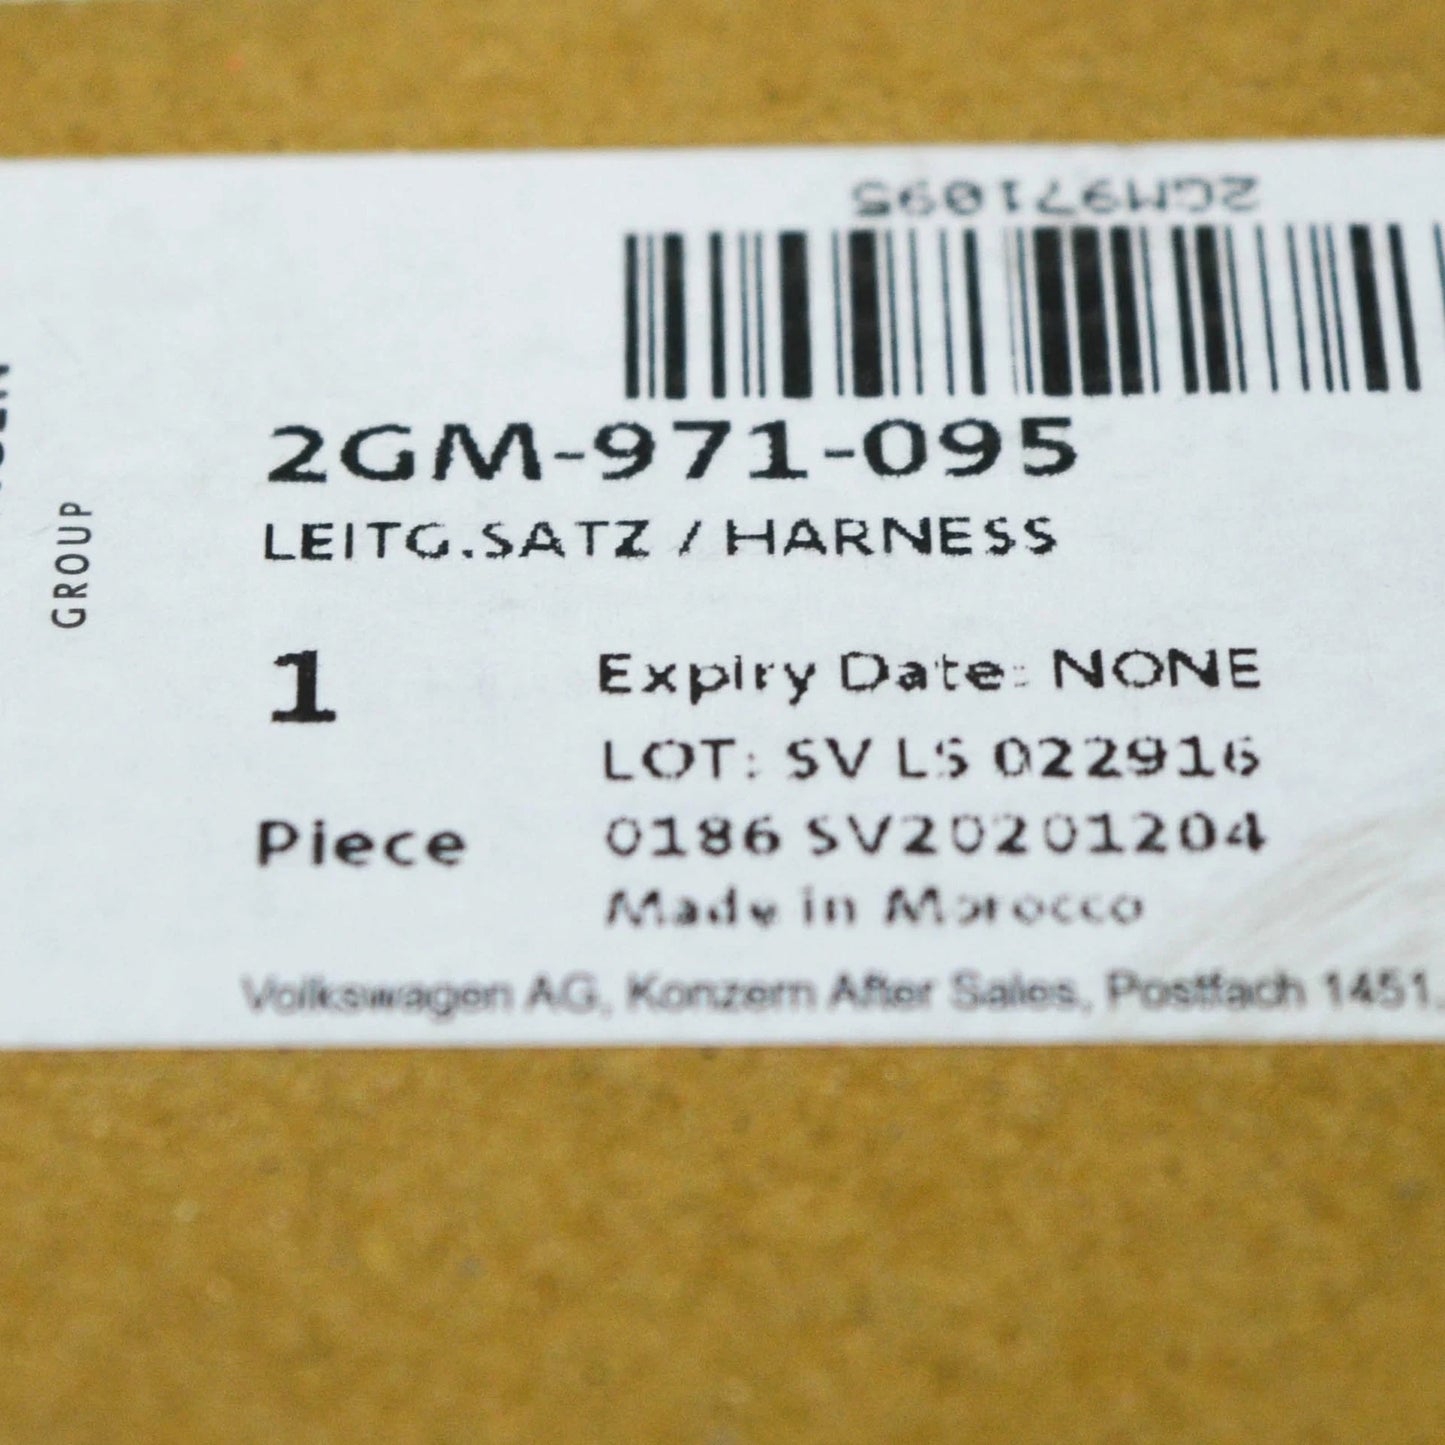 2GM971095
2GM-971-095
LEITG.SATZ / HARNESS
GROUP
1
Expiry Date: NONE
LOT: SV LS 022916
Piece
0186 SV20201204
Made in Morocco
Volkswagen AG, Konzern After Sales, Postfach 1451,